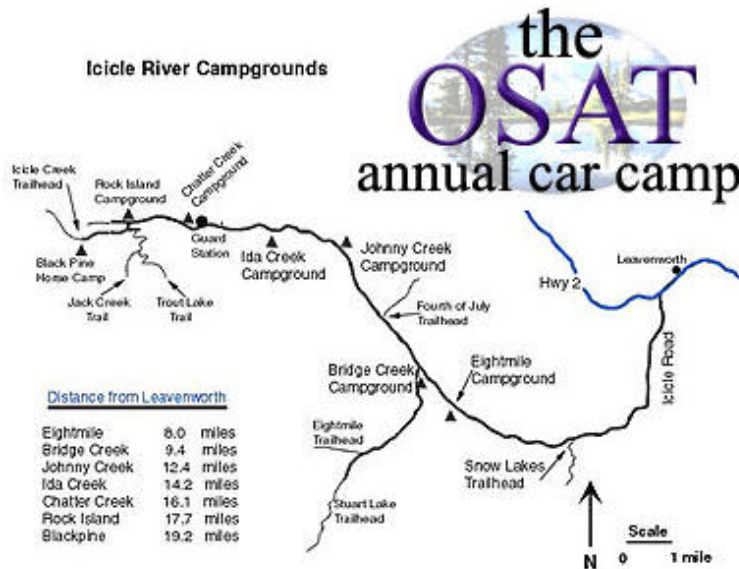 the
OSAT
annual car camp
Icicle River Campgrounds
Icicle Creek
Trailhead
Rock Island
Campground
Chatter Creek
Campground
Guard
Station
Black Pine
Horse Camp
Jack Creek
Trail
Trout Lake
Trail
Ida Creek
Campground
Johnny Creek
Campground
Fourth of July
Trailhead
Leavenworth
Hwy 2
Icicle Road
Bridge Creek
Campground
Eightmile
Campground
Eightmile
Trailhead
Snow Lakes
Trailhead
Stuart Lake
Trailhead
Distance from Leavenworth
Eightmile 8.0 miles
Bridge Creek 9.4 miles
Johnny Creek 12.4 miles
Ida Creek 14.2 miles
Chatter Creek 16.1 miles
Rock Island 17.7 miles
Blackpine 19.2 miles
N
Scale
0 1 mile